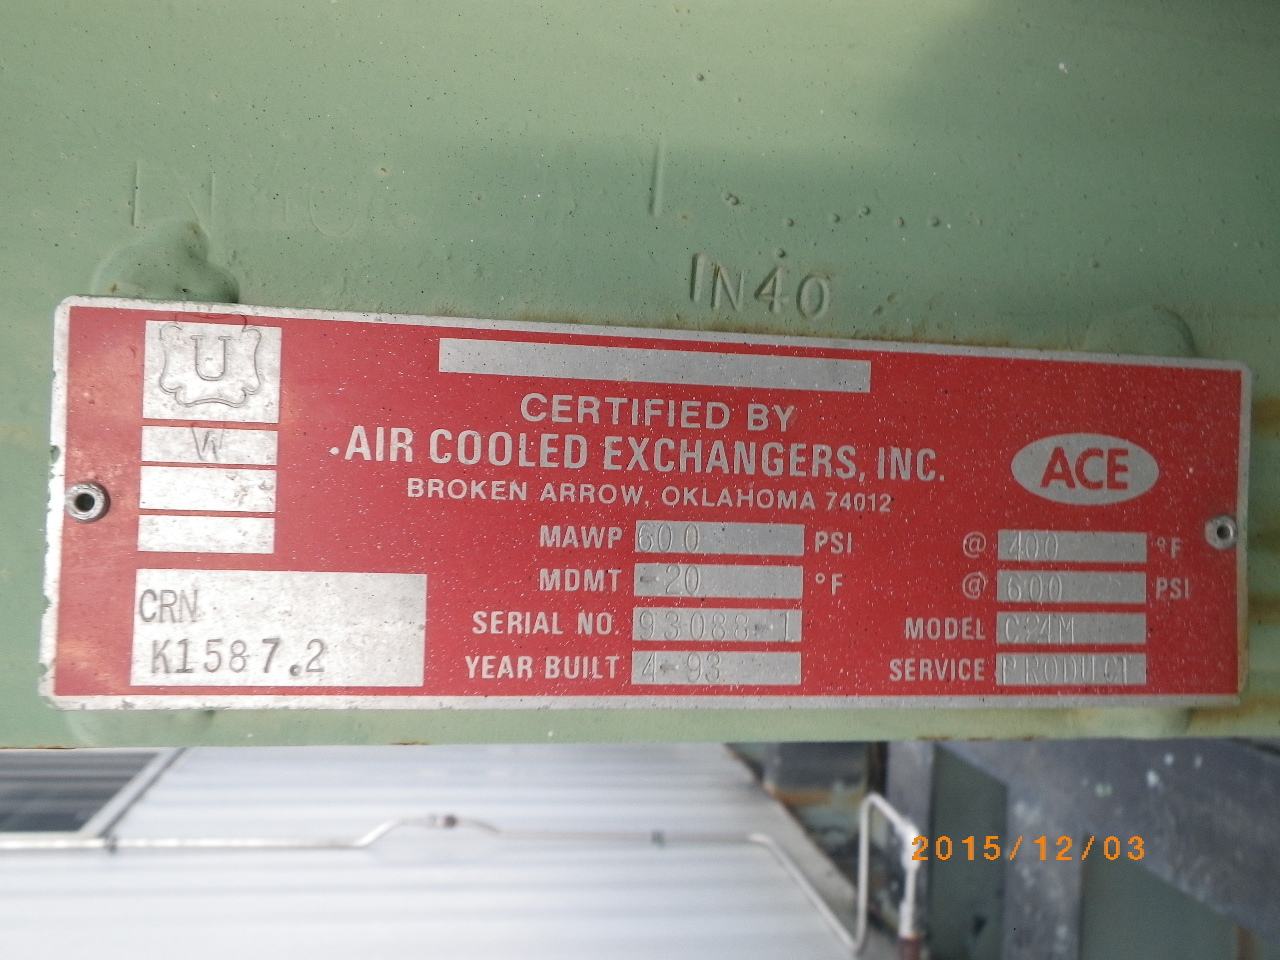 IN40
U
W
CERTIFIED BY
AIR COOLED EXCHANGERS, INC.
BROKEN ARROW, OKLAHOMA 74012
ACE
MAWP 600 PSI @ 400 °F
MDMT -20 °F @ 600 PSI
SERIAL NO. 93088-1 MODEL C24M
YEAR BUILT 4-93 SERVICE PRODUCT
CRN
K1587.2
2015/12/03